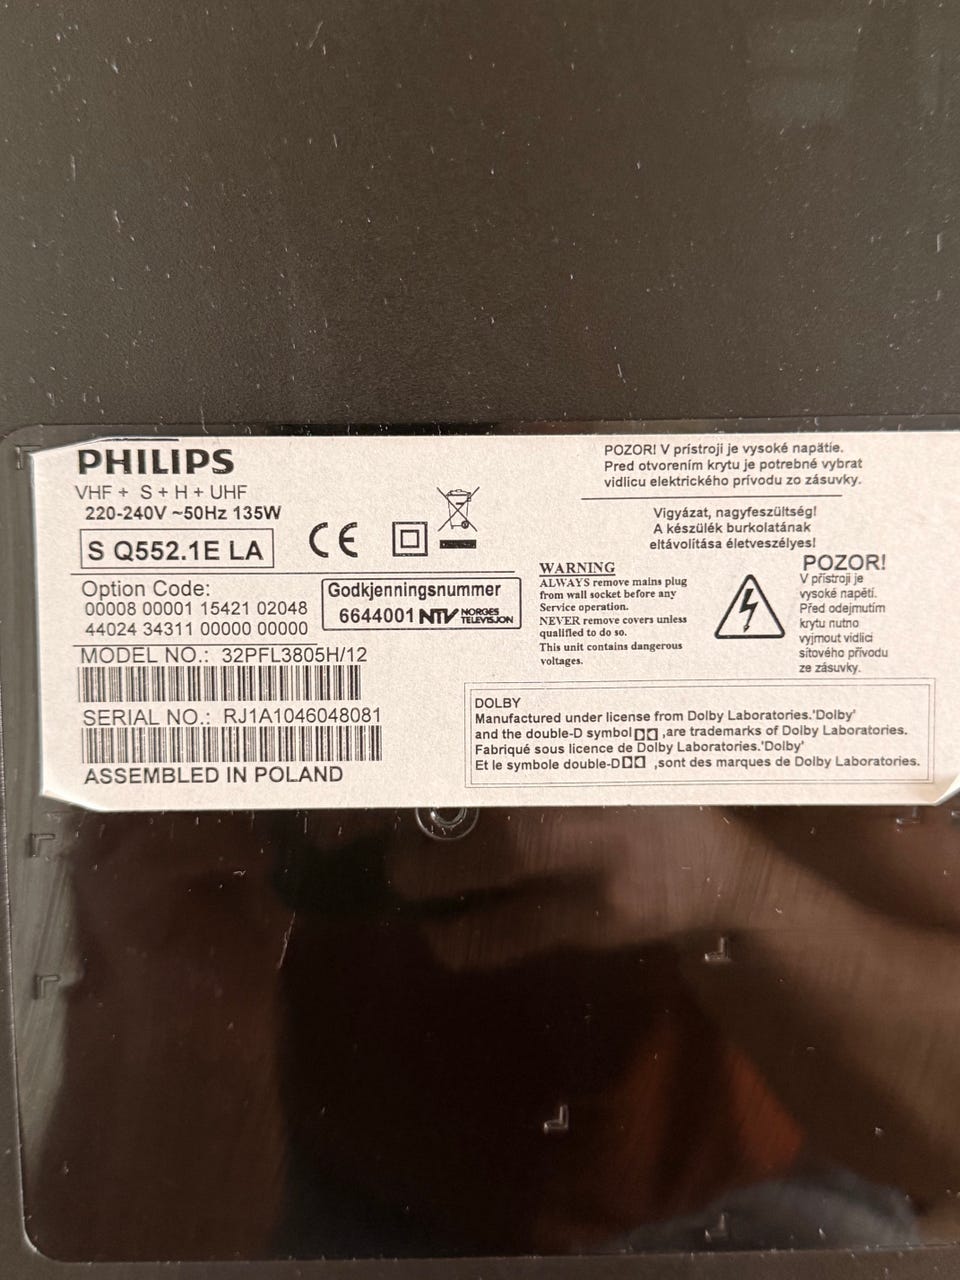 PHILIPS
VHF + S + H + UHF
220-240V ~50Hz 135W
S Q552.1E LA
CE
Option Code:
00008 00001 15421 02048
44024 34311 00000 00000
Godkjenningsnummer
6644001 NTV NORGES
TELEVISJON
MODEL NO.: 32PFL3805H/12
SERIAL NO.: RJ1A1046048081
ASSEMBLED IN POLAND
POZOR! V prístroji je vysoké napätie.
Pred otvorením krytu je potrebné vybrat
vidlicu elektrického prívodu zo zásuvky.
Vigyázat, nagyfeszültség!
A készülék burkolatának
eltávolítása életveszélyes!
WARNING
ALWAYS remove mains plug
from wall socket before any
Service operation.
NEVER remove covers unless
qualified to do so.
This unit contains dangerous
voltages.
POZOR!
V přístroji je
vysoké napětí.
Před odejmutím
krytu nutno
vyjmout vidlici
síťového přívodu
ze zásuvky.
DOLBY
Manufactured under license from Dolby Laboratories.'Dolby'
and the double-D symbol ,are trademarks of Dolby Laboratories.
Fabriqué sous licence de Dolby Laboratories.'Dolby'
Et le symbole double-D ,sont des marques de Dolby Laboratories.